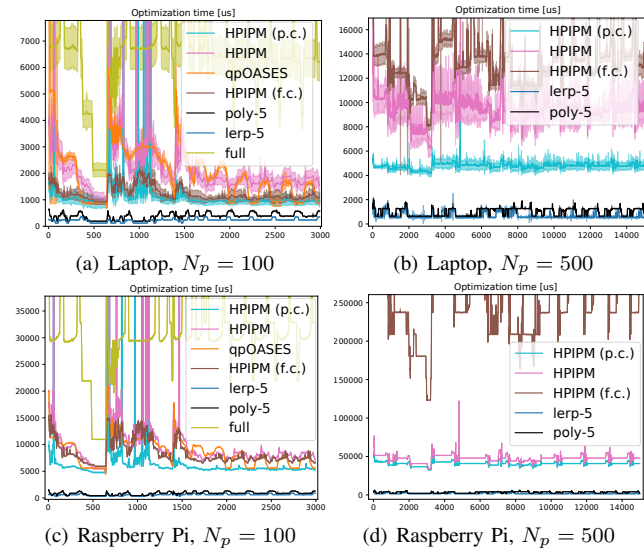 Optimization time [us]
7000
6000
5000
4000
3000
2000
1000
0
0 500 1000 1500 2000 2500 3000
HPIPM (p.c.)
HPIPM
qpOASES
HPIPM (f.c.)
poly-5
lerp-5
full
(a) Laptop, N_p = 100
Optimization time [us]
16000
14000
12000
10000
8000
6000
4000
2000
0
0 2000 4000 6000 8000 10000 12000 14000
HPIPM (p.c.)
HPIPM
HPIPM (f.c.)
lerp-5
poly-5
(b) Laptop, N_p = 500
Optimization time [us]
35000
30000
25000
20000
15000
10000
5000
0
0 500 1000 1500 2000 2500 3000
HPIPM (p.c.)
HPIPM
qpOASES
HPIPM (f.c.)
lerp-5
poly-5
full
(c) Raspberry Pi, N_p = 100
Optimization time [us]
250000
200000
150000
100000
50000
0
0 2000 4000 6000 8000 10000 12000 14000
HPIPM (p.c.)
HPIPM
HPIPM (f.c.)
lerp-5
poly-5
(d) Raspberry Pi, N_p = 500